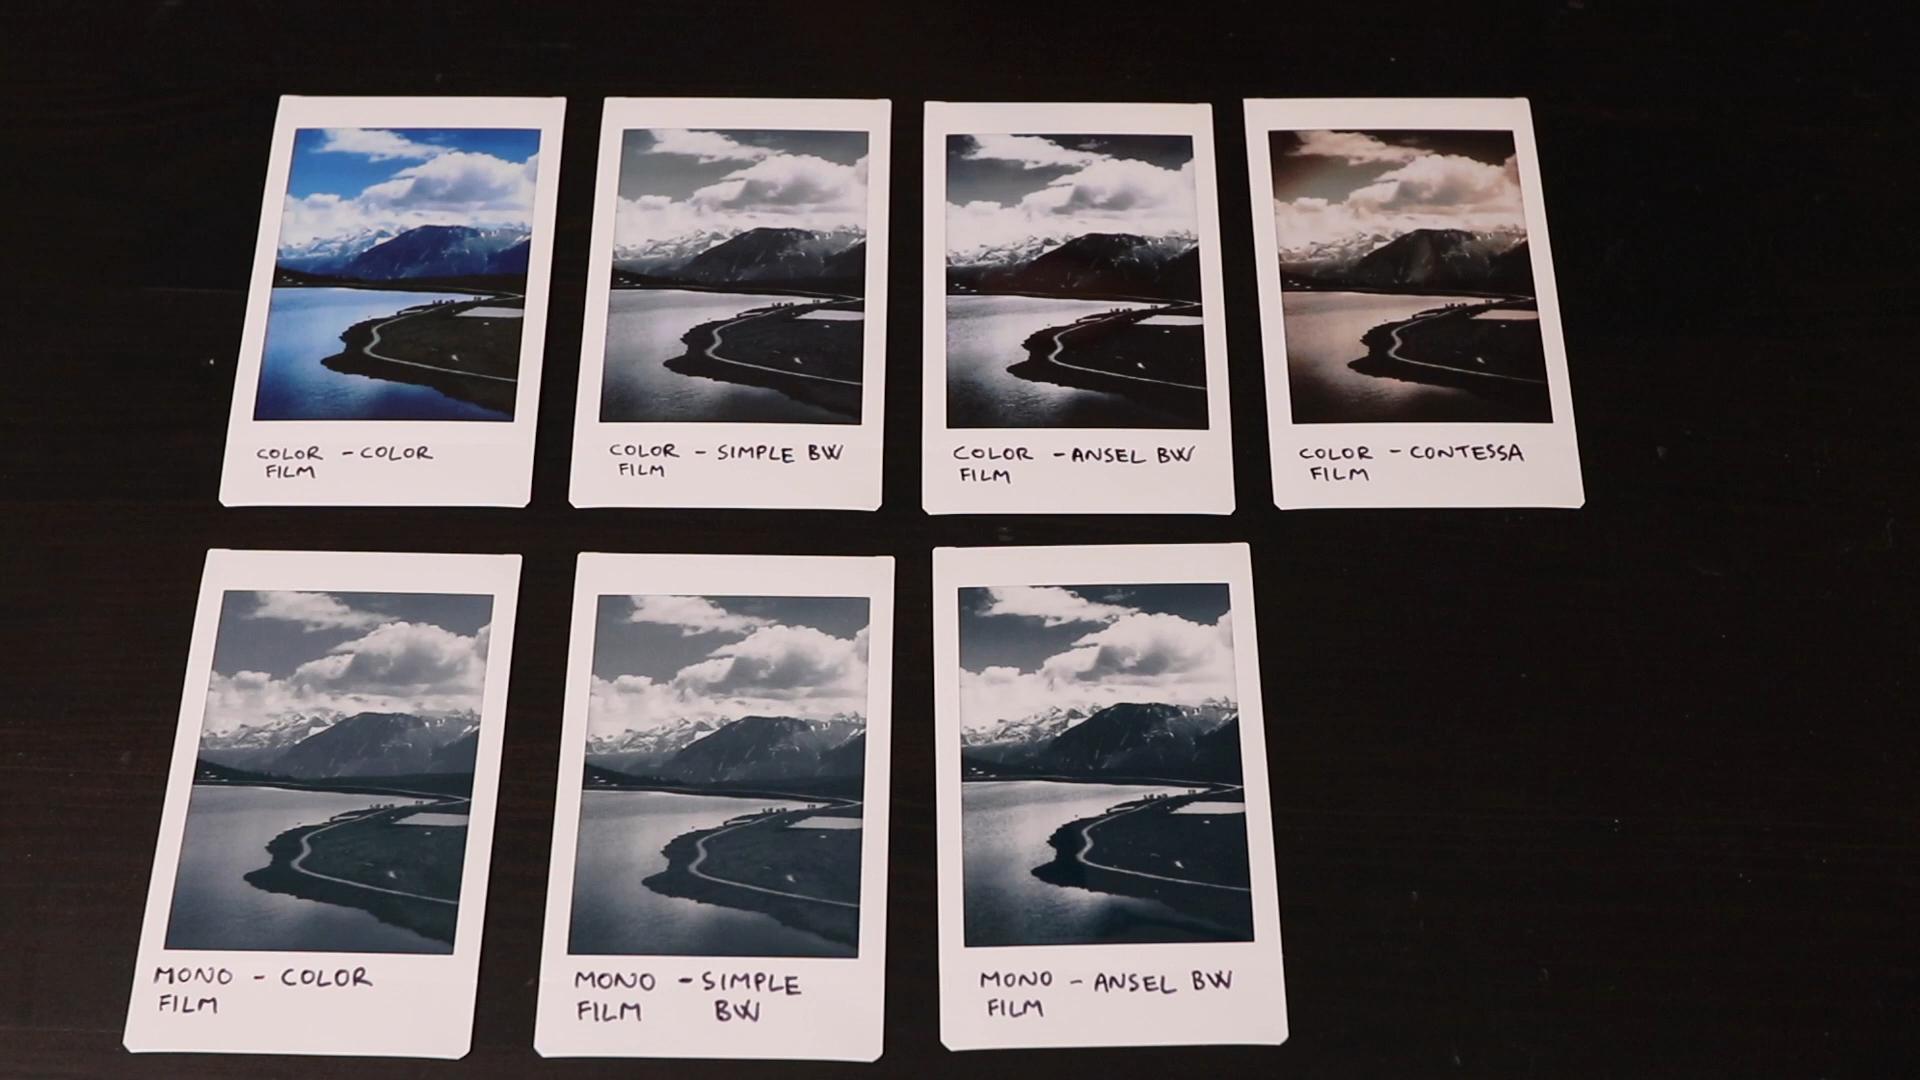 COLOR - COLOR
FILM
COLOR - SIMPLE BW
FILM
COLOR - ANSEL BW
FILM
COLOR - CONTESSA
FILM
MONO - COLOR
FILM
MONO - SIMPLE
FILM BW
MONO - ANSEL BW
FILM